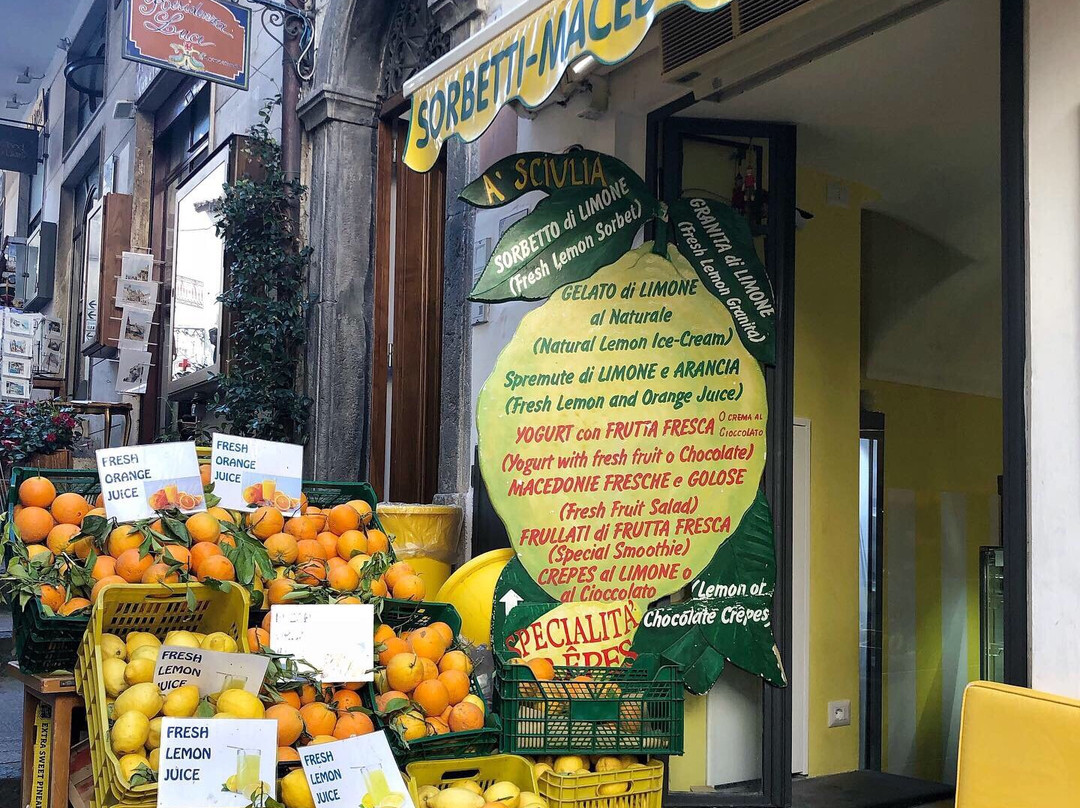 Luci
SORBETTI-MACED
A' SCIULIA
SORBETTO di LIMONE
(Fresh Lemon Sorbet)
GRANITA di LIMONE
(Fresh Lemon Granita)
GELATO di LIMONE
al Naturale
(Natural Lemon Ice-Cream)
Spremute di LIMONE e ARANCIA
(Fresh Lemon and Orange Juice)
YOGURT con FRUTTA FRESCA O CREMA AL
CIOCCOLATO
(Yogurt with fresh fruit o Chocolate)
MACEDONIE FRESCHE e GOLOSE
(Fresh Fruit Salad)
FRULLATI di FRUTTA FRESCA
(Special Smoothie)
CRÊPES al LIMONE o
al Cioccolato
(Lemon or
Chocolate Crêpes)
SPECIALITA'
CRÊPES
FRESH
ORANGE
JUICE
FRESH
ORANGE
JUICE
FRESH
LEMON
JUICE
FRESH
LEMON
JUICE
FRESH
LEMON
JUICE
EXTRA SWEET PINEAP